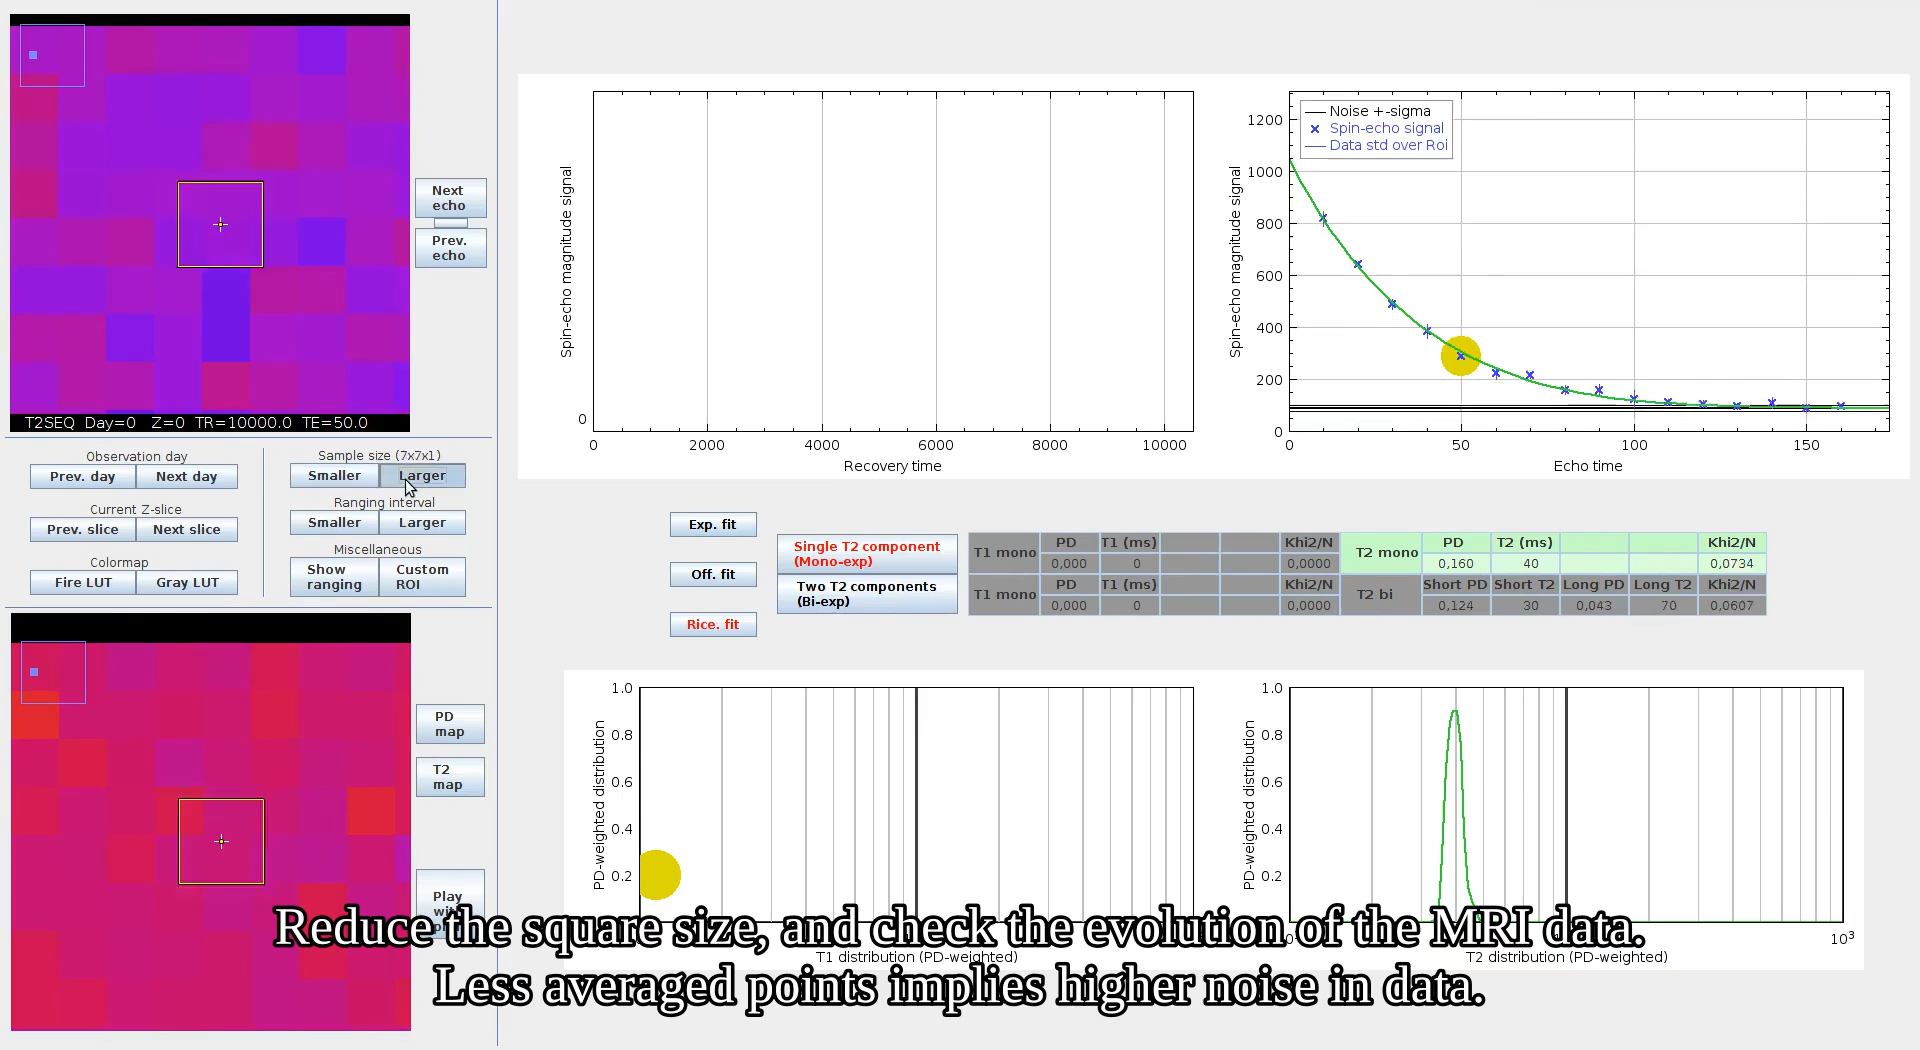 Next
echo
Prev.
echo
T2SEQ Day=0 Z=0 TR=10000.0 TE=50.0
Observation day
Prev. day
Next day
Current Z-slice
Prev. slice
Next slice
Colormap
Fire LUT
Gray LUT
Sample size (7x7x1)
Smaller
Larger
Ranging interval
Smaller
Larger
Miscellaneous
Show
ranging
Custom
ROI
PD
map
T2
map
Play
Spin-echo magnitude signal
0
0 2000 4000 6000 8000 10000
Recovery time
Spin-echo magnitude signal
1200
1000
800
600
400
200
0
Noise +-sigma
Spin-echo signal
Data std over Roi
0 50 100 150
Echo time
Exp. fit
Off. fit
Rice. fit
Single T2 component
(Mono-exp)
Two T2 components
(Bi-exp)
T1 mono PD T1 (ms) Khi2/N T2 mono PD T2 (ms) Khi2/N
0,000 0 0,0000 0,160 40 0,0734
T1 mono PD T1 (ms) Khi2/N T2 bi Short PD Short T2 Long PD Long T2 Khi2/N
0,000 0 0,0000 0,124 30 0,043 70 0,0607
PD-weighted distribution
1.0
0.8
0.6
0.4
0.2
T1 distribution (PD-weighted)
PD-weighted distribution
1.0
0.8
0.6
0.4
0.2
10³
T2 distribution (PD-weighted)
Reduce the square size, and check the evolution of the MRI data.
Less averaged points implies higher noise in data.